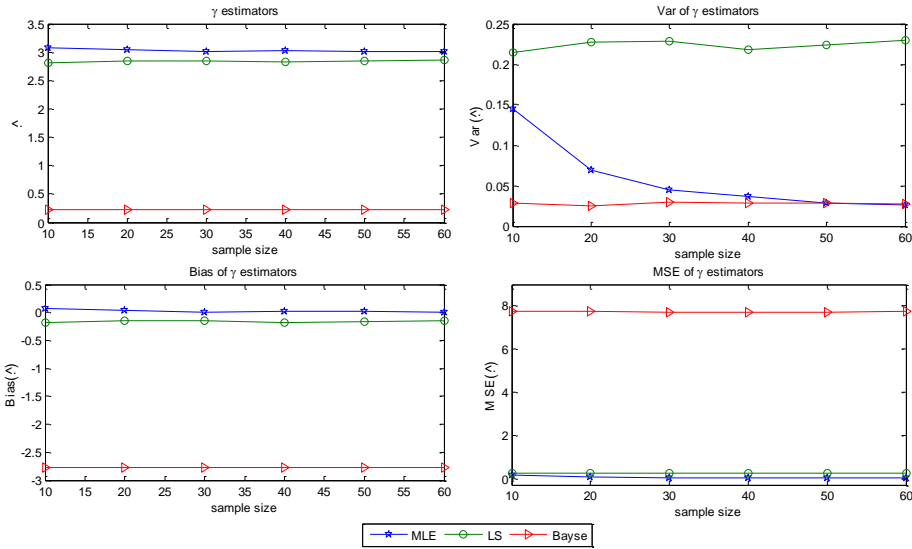 γ estimators
3.5
3
2.5
2
1.5
1
0.5
0
^?
10 15 20 25 30 35 40 45 50 55 60
sample size
Var of γ estimators
0.25
0.2
0.15
0.1
0.05
0
Var(^?)
10 20 30 40 50 60
sample size
Bias of γ estimators
0.5
0
-0.5
-1
-1.5
-2
-2.5
-3
Bias(^?)
10 15 20 25 30 35 40 45 50 55 60
sample size
MSE of γ estimators
8
6
4
2
0
MSE(^?)
10 20 30 40 50 60
sample size
MLE LS Bayse